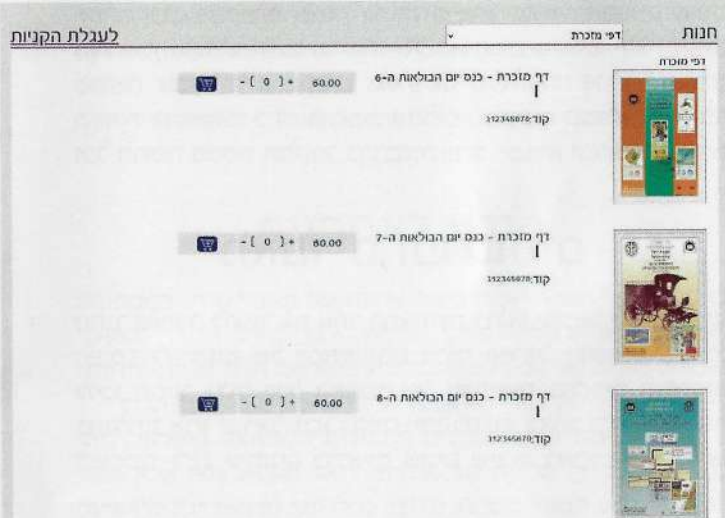 חנות
דפי מזכרת
לעגלת הקניות
דפי מזכרת
דף מזכרת - כנס יום הבולאות ה-6
60.00 + [ 0 ] -
קוד:312345678
דף מזכרת - כנס יום הבולאות ה-7
60.00 + [ 0 ] -
קוד:312345678
דף מזכרת - כנס יום הבולאות ה-8
60.00 + [ 0 ] -
קוד:312345678